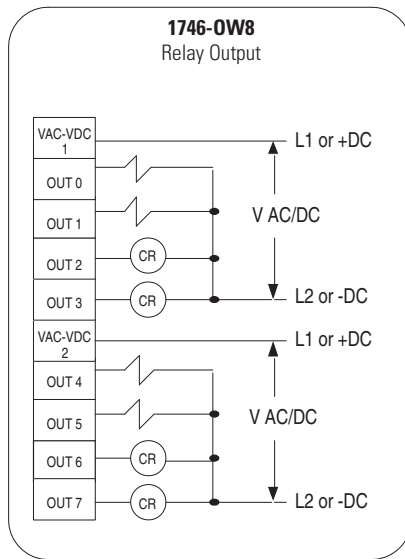 1746-OW8
Relay Output
VAC-VDC
1
L1 or +DC
OUT 0
OUT 1
V AC/DC
OUT 2
CR
OUT 3
CR
L2 or -DC
VAC-VDC
2
L1 or +DC
OUT 4
OUT 5
V AC/DC
OUT 6
CR
OUT 7
CR
L2 or -DC